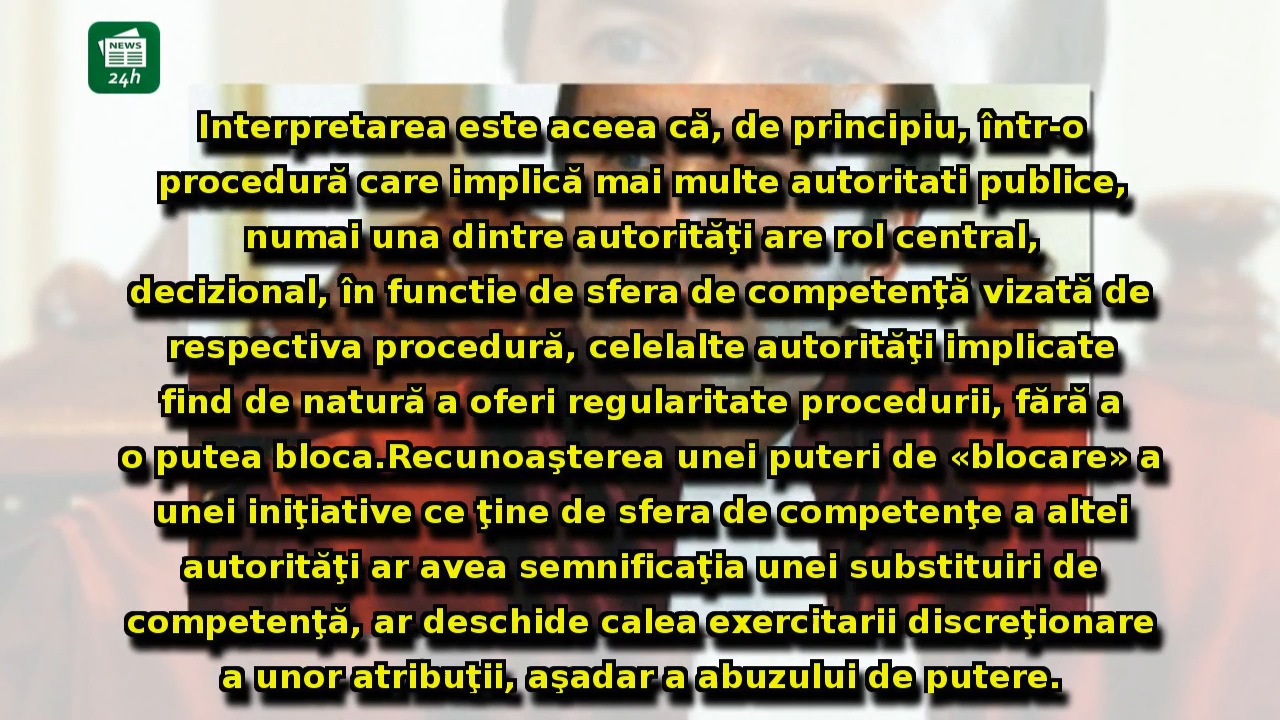 NEWS
24h
Interpretarea este aceea că, de principiu, într-o
procedură care implică mai multe autoritati publice,
numai una dintre autorităţi are rol central,
decizional, în functie de sfera de competenţă vizată de
respectiva procedură, celelalte autorităţi implicate
find de natură a oferi regularitate procedurii, fără a
o putea bloca.Recunoaşterea unei puteri de «blocare» a
unei iniţiative ce ţine de sfera de competenţe a altei
autorităţi ar avea semnificaţia unei substituiri de
competenţă, ar deschide calea exercitarii discreţionare
a unor atribuţii, aşadar a abuzului de putere.